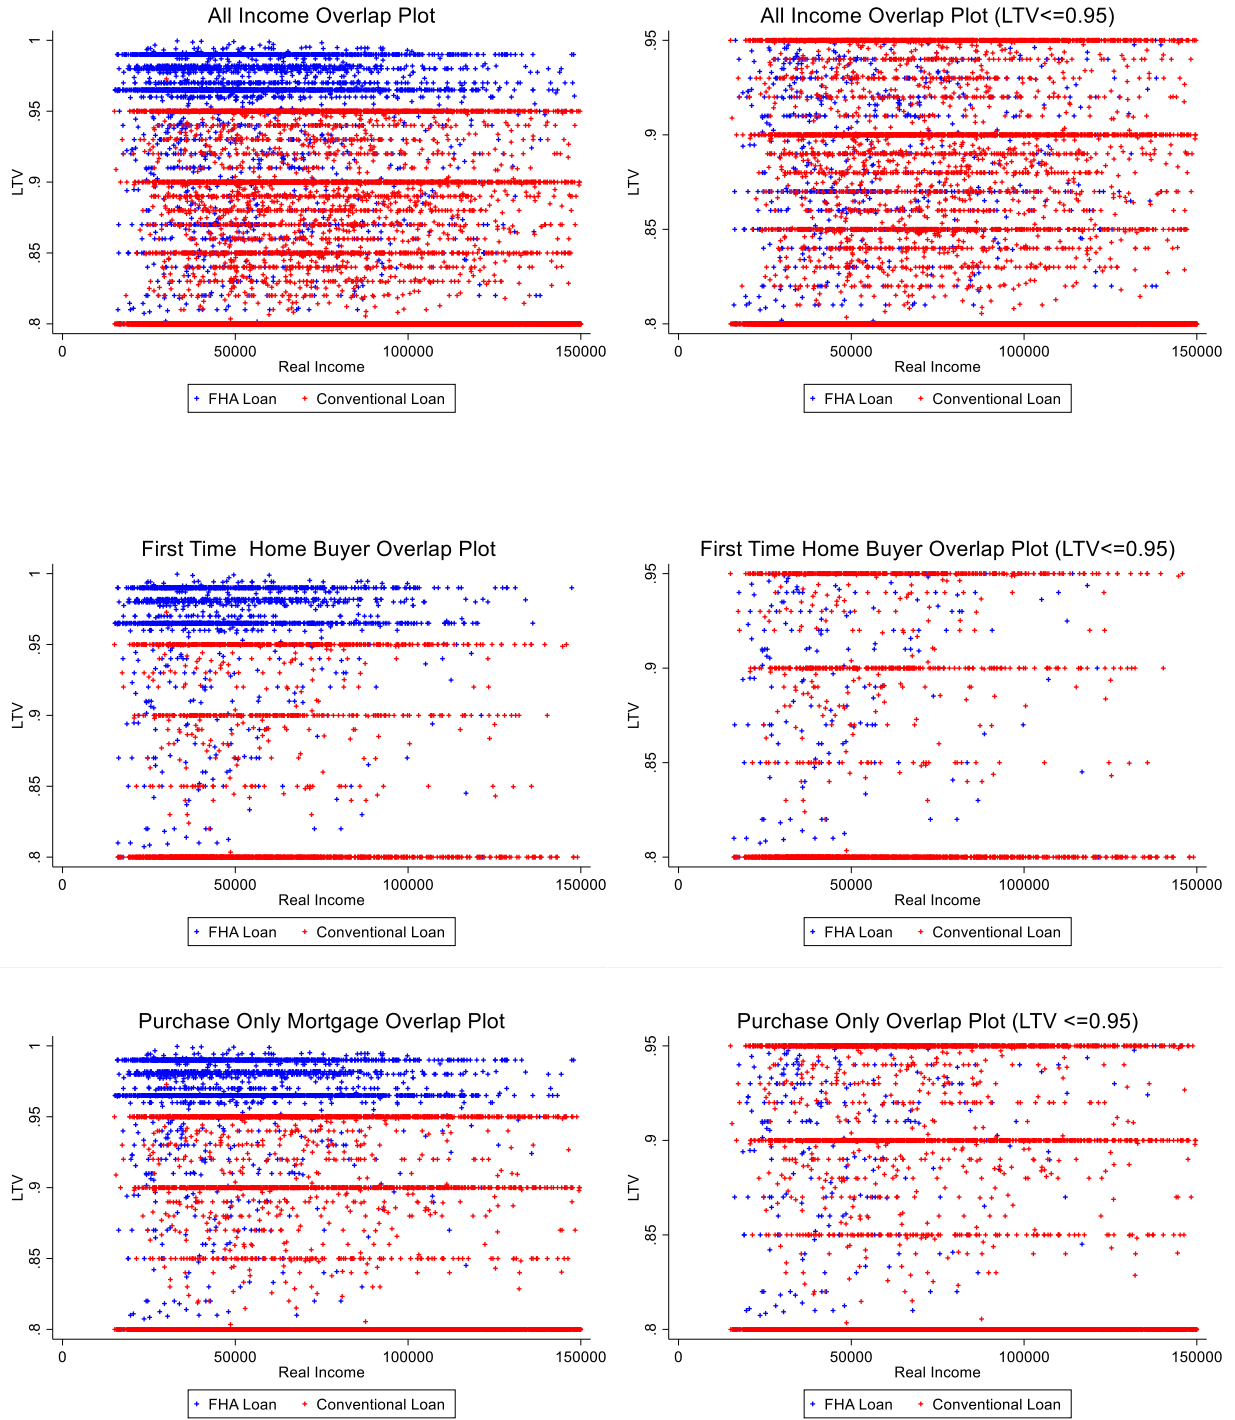 All Income Overlap Plot
1
.95
.9
.85
.8
LTV
0 50000 100000 150000
Real Income
FHA Loan Conventional Loan
All Income Overlap Plot (LTV<=0.95)
.95
.9
.85
.8
LTV
0 50000 100000 150000
Real Income
FHA Loan Conventional Loan
First Time Home Buyer Overlap Plot
1
.95
.9
.85
.8
LTV
0 50000 100000 150000
Real Income
FHA Loan Conventional Loan
First Time Home Buyer Overlap Plot (LTV<=0.95)
.95
.9
.85
.8
LTV
0 50000 100000 150000
Real Income
FHA Loan Conventional Loan
Purchase Only Mortgage Overlap Plot
1
.95
.9
.85
.8
LTV
0 50000 100000 150000
Real Income
FHA Loan Conventional Loan
Purchase Only Overlap Plot (LTV <=0.95)
.95
.9
.85
.8
LTV
0 50000 100000 150000
Real Income
FHA Loan Conventional Loan